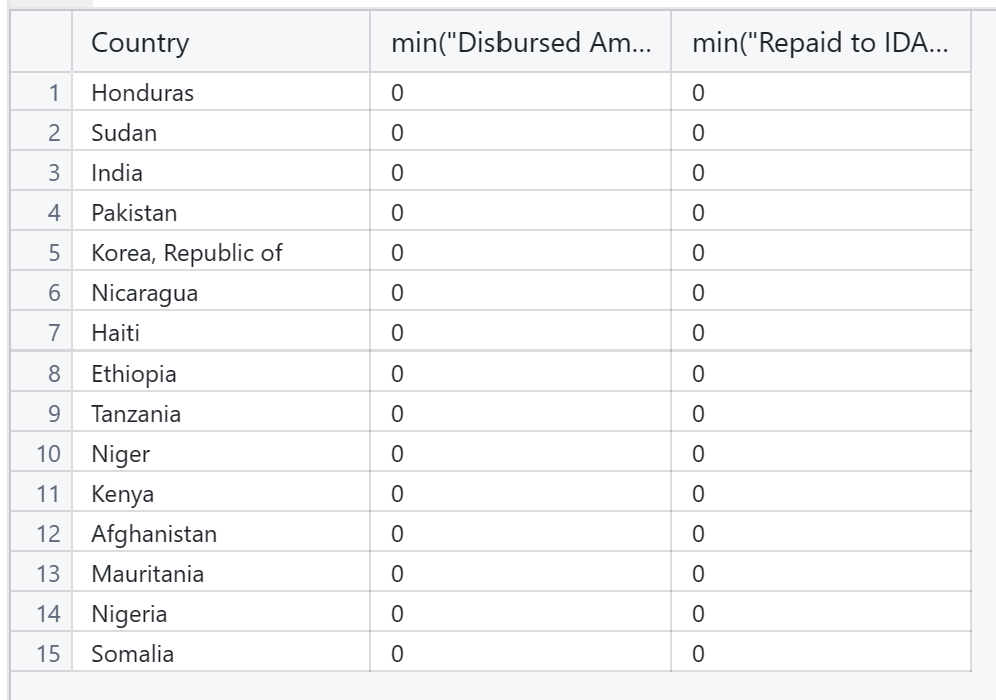 Country min("Disbursed Am... min("Repaid to IDA...
1 Honduras 0 0
2 Sudan 0 0
3 India 0 0
4 Pakistan 0 0
5 Korea, Republic of 0 0
6 Nicaragua 0 0
7 Haiti 0 0
8 Ethiopia 0 0
9 Tanzania 0 0
10 Niger 0 0
11 Kenya 0 0
12 Afghanistan 0 0
13 Mauritania 0 0
14 Nigeria 0 0
15 Somalia 0 0